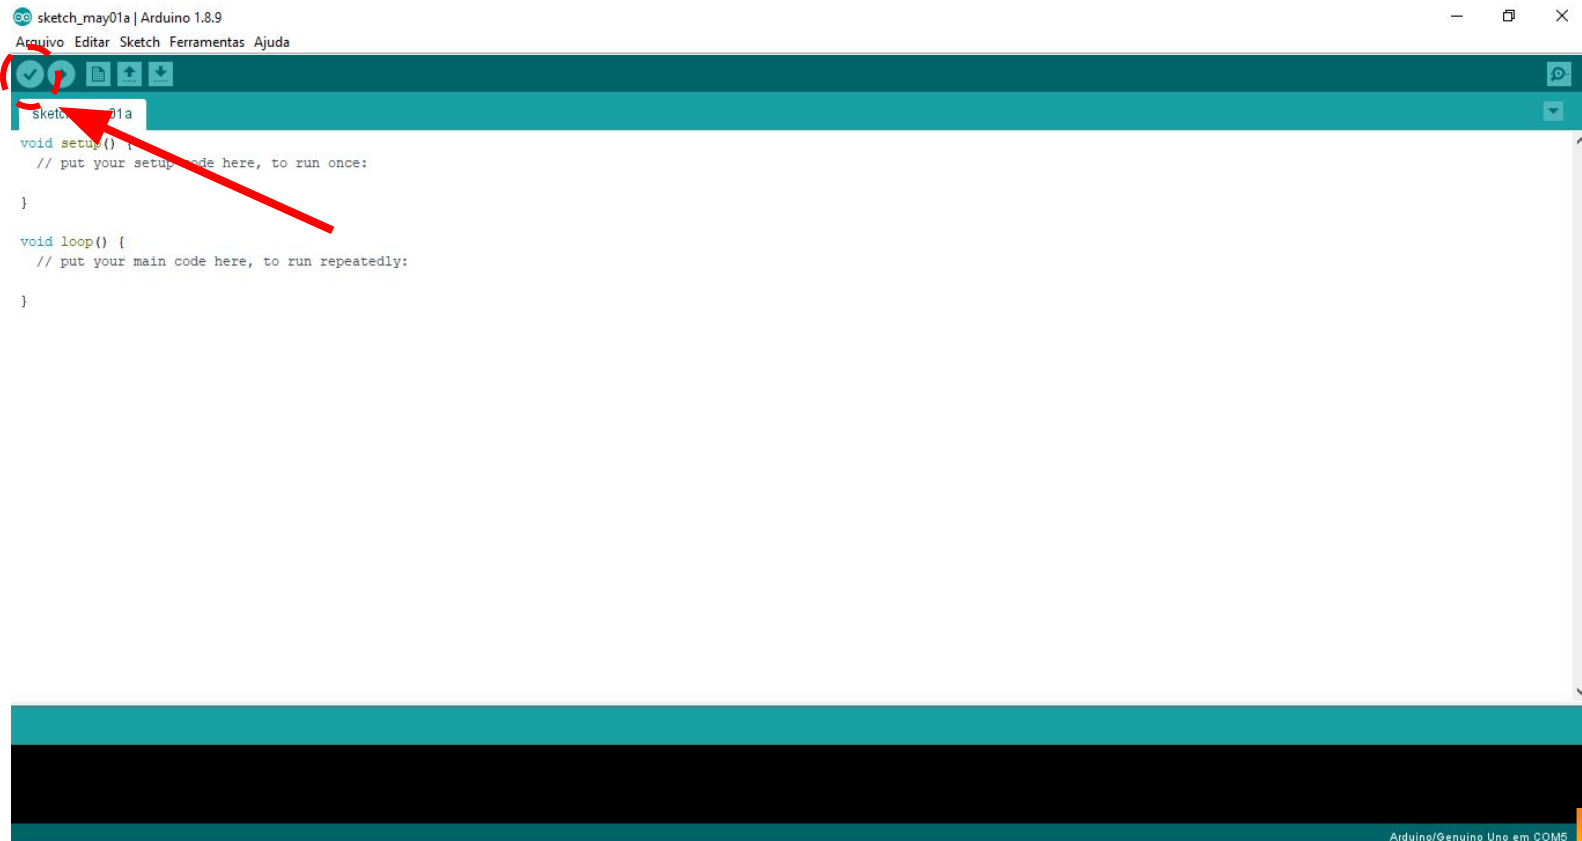 sketch_may01a | Arduino 1.8.9
Arquivo Editar Sketch Ferramentas Ajuda
void setup() {
// put your setup code here, to run once:
}
void loop() {
// put your main code here, to run repeatedly:
}
Arduino/Genuino Uno em COM5